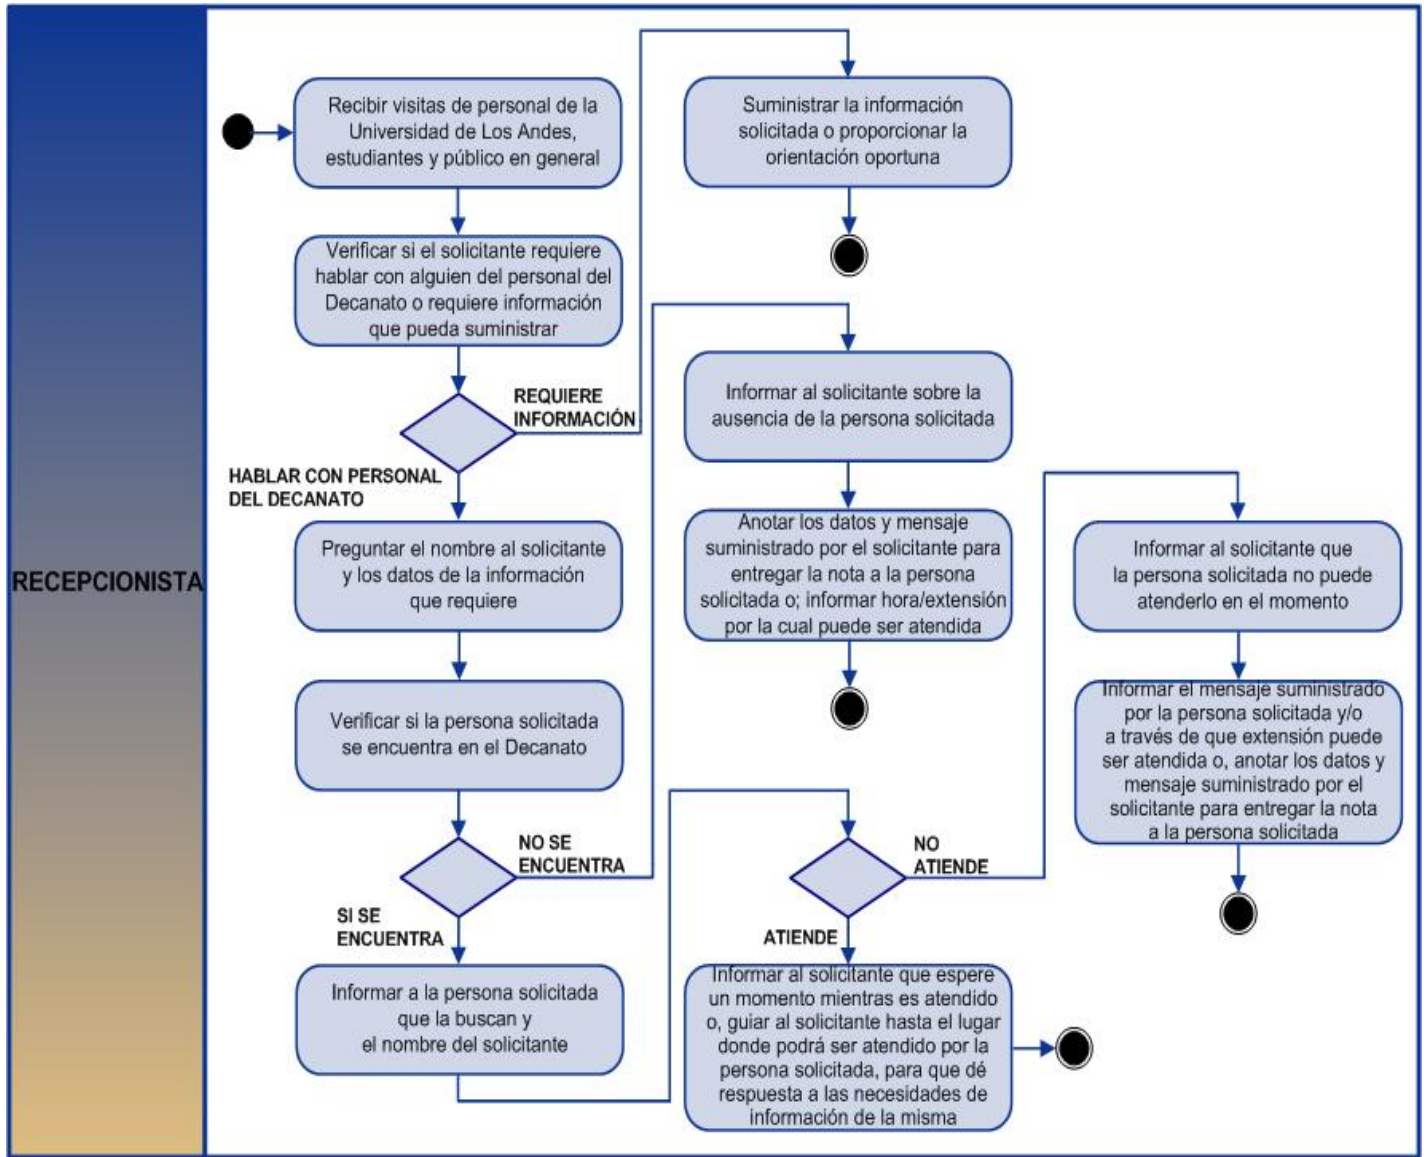 RECEPCIONISTA
Recibir visitas de personal de la
Universidad de Los Andes,
estudiantes y público en general
Verificar si el solicitante requiere
hablar con alguien del personal del
Decanato o requiere información
que pueda suministrar
REQUIERE
INFORMACIÓN
Suministrar la información
solicitada o proporcionar la
orientación oportuna
HABLAR CON PERSONAL
DEL DECANATO
Preguntar el nombre al solicitante
y los datos de la información
que requiere
Verificar si la persona solicitada
se encuentra en el Decanato
NO SE
ENCUENTRA
Informar al solicitante sobre la
ausencia de la persona solicitada
Anotar los datos y mensaje
suministrado por el solicitante para
entregar la nota a la persona
solicitada o; informar hora/extensión
por la cual puede ser atendida
SI SE
ENCUENTRA
Informar a la persona solicitada
que la buscan y
el nombre del solicitante
NO
ATIENDE
Informar al solicitante que
la persona solicitada no puede
atenderlo en el momento
Informar el mensaje suministrado
por la persona solicitada y/o
a través de que extensión puede
ser atendida o, anotar los datos y
mensaje suministrado por el
solicitante para entregar la nota
a la persona solicitada
ATIENDE
Informar al solicitante que espere
un momento mientras es atendido
o, guiar al solicitante hasta el lugar
donde podrá ser atendido por la
persona solicitada, para que dé
respuesta a las necesidades de
información de la misma